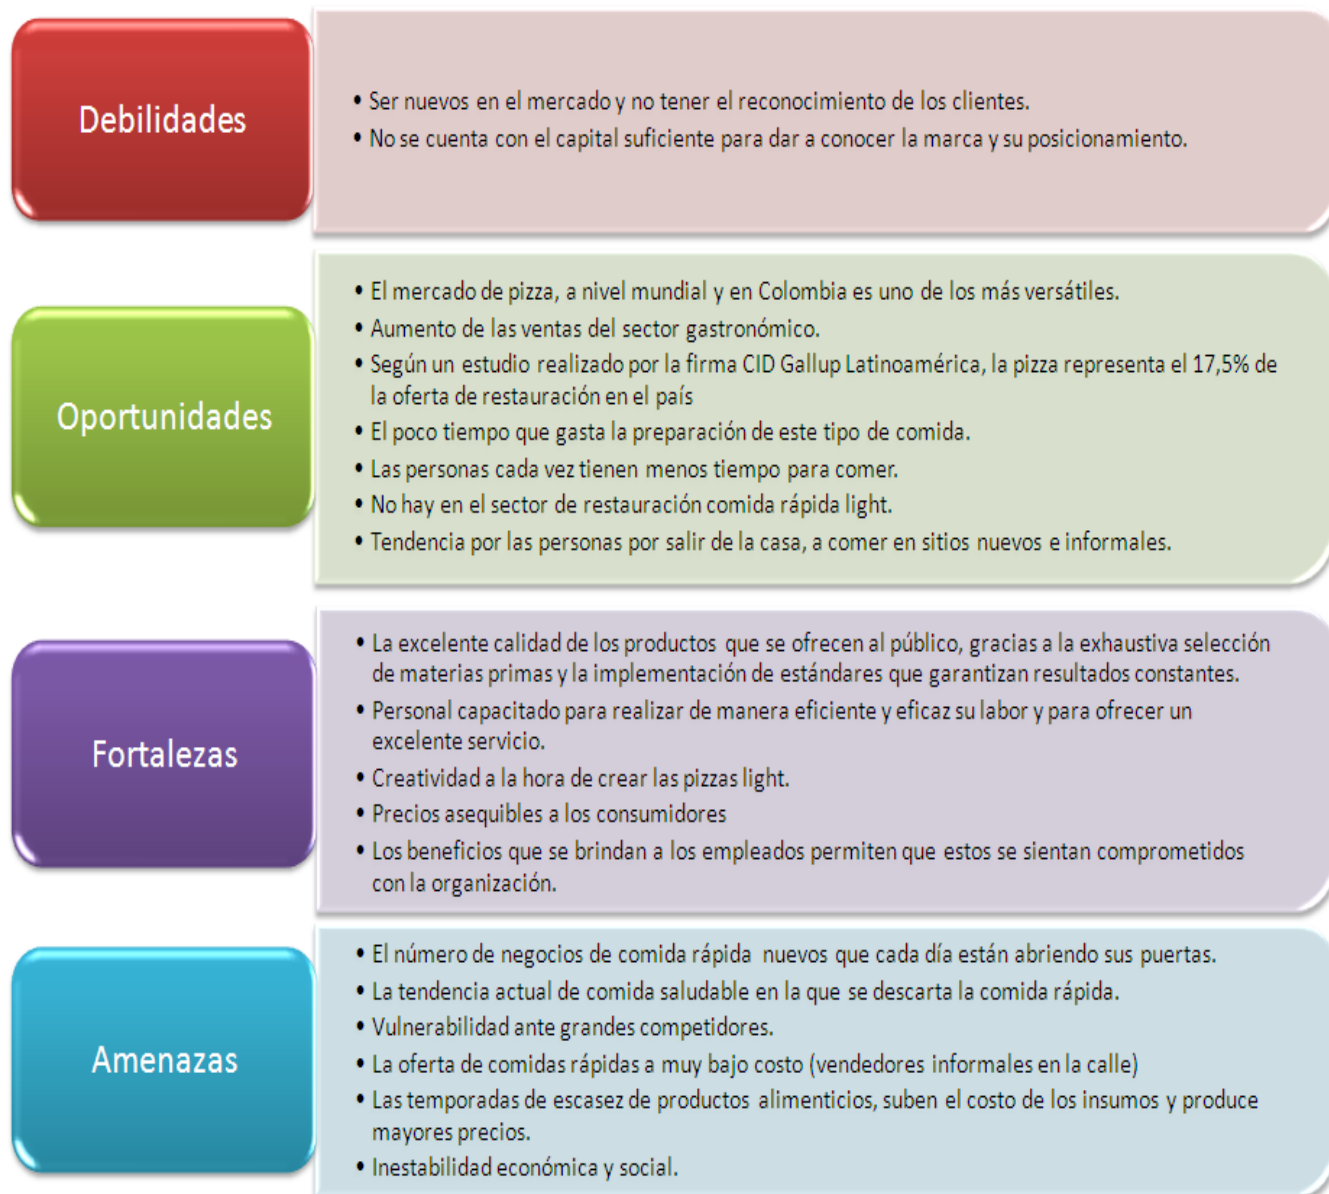 Debilidades
• Ser nuevos en el mercado y no tener el reconocimiento de los clientes.
• No se cuenta con el capital suficiente para dar a conocer la marca y su posicionamiento.
Oportunidades
• El mercado de pizza, a nivel mundial y en Colombia es uno de los más versátiles.
• Aumento de las ventas del sector gastronómico.
• Según un estudio realizado por la firma CID Gallup Latinoamérica, la pizza representa el 17,5% de
la oferta de restauración en el país
• El poco tiempo que gasta la preparación de este tipo de comida.
• Las personas cada vez tienen menos tiempo para comer.
• No hay en el sector de restauración comida rápida light.
• Tendencia por las personas por salir de la casa, a comer en sitios nuevos e informales.
Fortalezas
• La excelente calidad de los productos que se ofrecen al público, gracias a la exhaustiva selección
de materias primas y la implementación de estándares que garantizan resultados constantes.
• Personal capacitado para realizar de manera eficiente y eficaz su labor y para ofrecer un
excelente servicio.
• Creatividad a la hora de crear las pizzas light.
• Precios asequibles a los consumidores
• Los beneficios que se brindan a los empleados permiten que estos se sientan comprometidos
con la organización.
Amenazas
• El número de negocios de comida rápida nuevos que cada día están abriendo sus puertas.
• La tendencia actual de comida saludable en la que se descarta la comida rápida.
• Vulnerabilidad ante grandes competidores.
• La oferta de comidas rápidas a muy bajo costo (vendedores informales en la calle)
• Las temporadas de escasez de productos alimenticios, suben el costo de los insumos y produce
mayores precios.
• Inestabilidad económica y social.